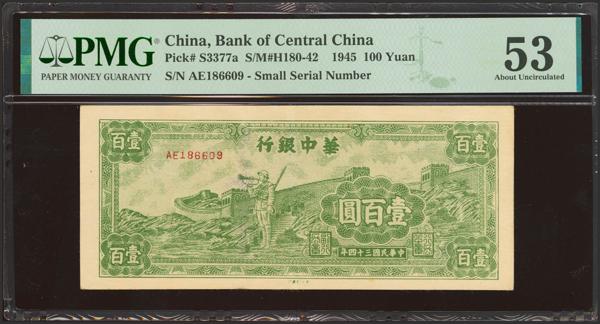 PMG
PAPER MONEY GUARANTY
China, Bank of Central China
Pick# S3377a S/M#H180-42 1945 100 Yuan
S/N AE186609 - Small Serial Number
53
About Uncirculated
百壹
行銀中華
壹百
AE186609
圓百壹
百壹
年四十三國民華中
壹百